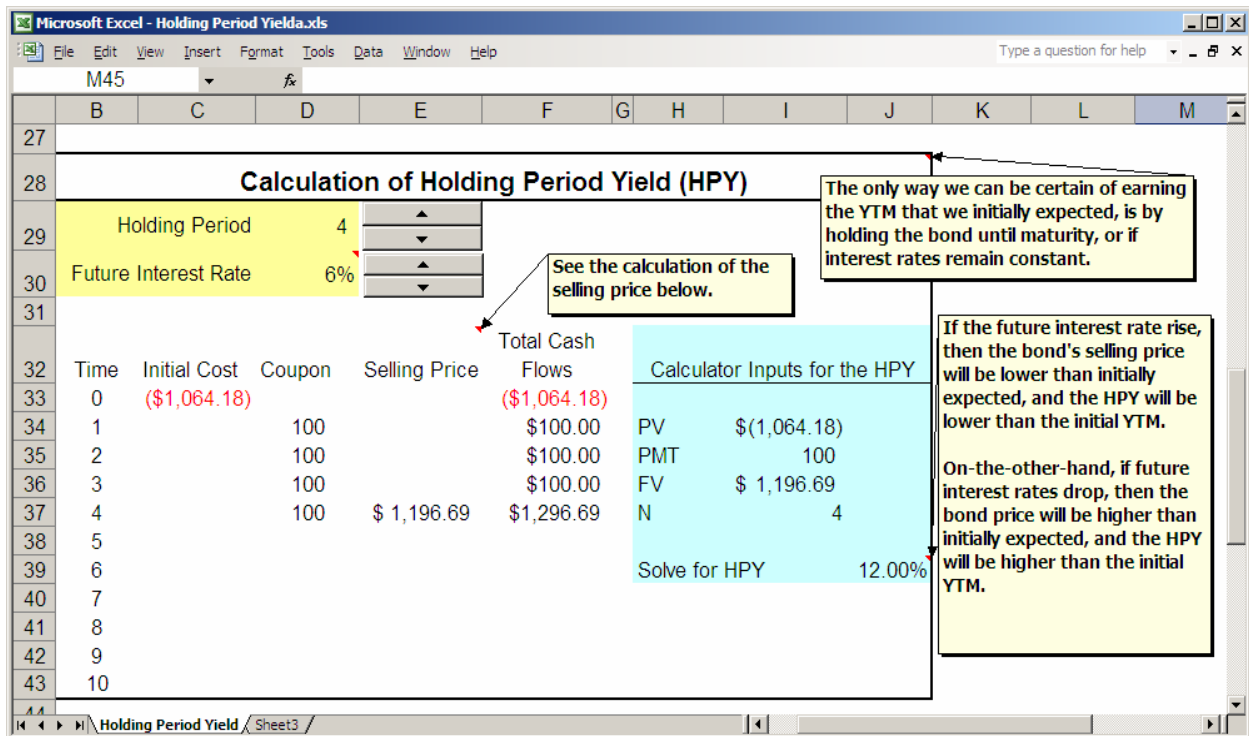 Microsoft Excel - Holding Period Yielda.xls
File Edit View Insert Format Tools Data Window Help Type a question for help
M45 fx
B C D E F G H I J K L M
27
28 Calculation of Holding Period Yield (HPY)
29 Holding Period 4
30 Future Interest Rate 6%
31
The only way we can be certain of earning
the YTM that we initially expected, is by
holding the bond until maturity, or if
interest rates remain constant.
See the calculation of the
selling price below.
Total Cash
32 Time Initial Cost Coupon Selling Price Flows Calculator Inputs for the HPY
33 0 ($1,064.18) ($1,064.18)
34 1 100 $100.00 PV $(1,064.18)
35 2 100 $100.00 PMT 100
36 3 100 $100.00 FV $ 1,196.69
37 4 100 $ 1,196.69 $1,296.69 N 4
38 5
39 6 Solve for HPY 12.00%
40 7
41 8
42 9
43 10
44
If the future interest rate rise,
then the bond's selling price
will be lower than initially
expected, and the HPY will be
lower than the initial YTM.
On-the-other-hand, if future
interest rates drop, then the
bond price will be higher than
initially expected, and the HPY
will be higher than the initial
YTM.
Holding Period Yield Sheet3